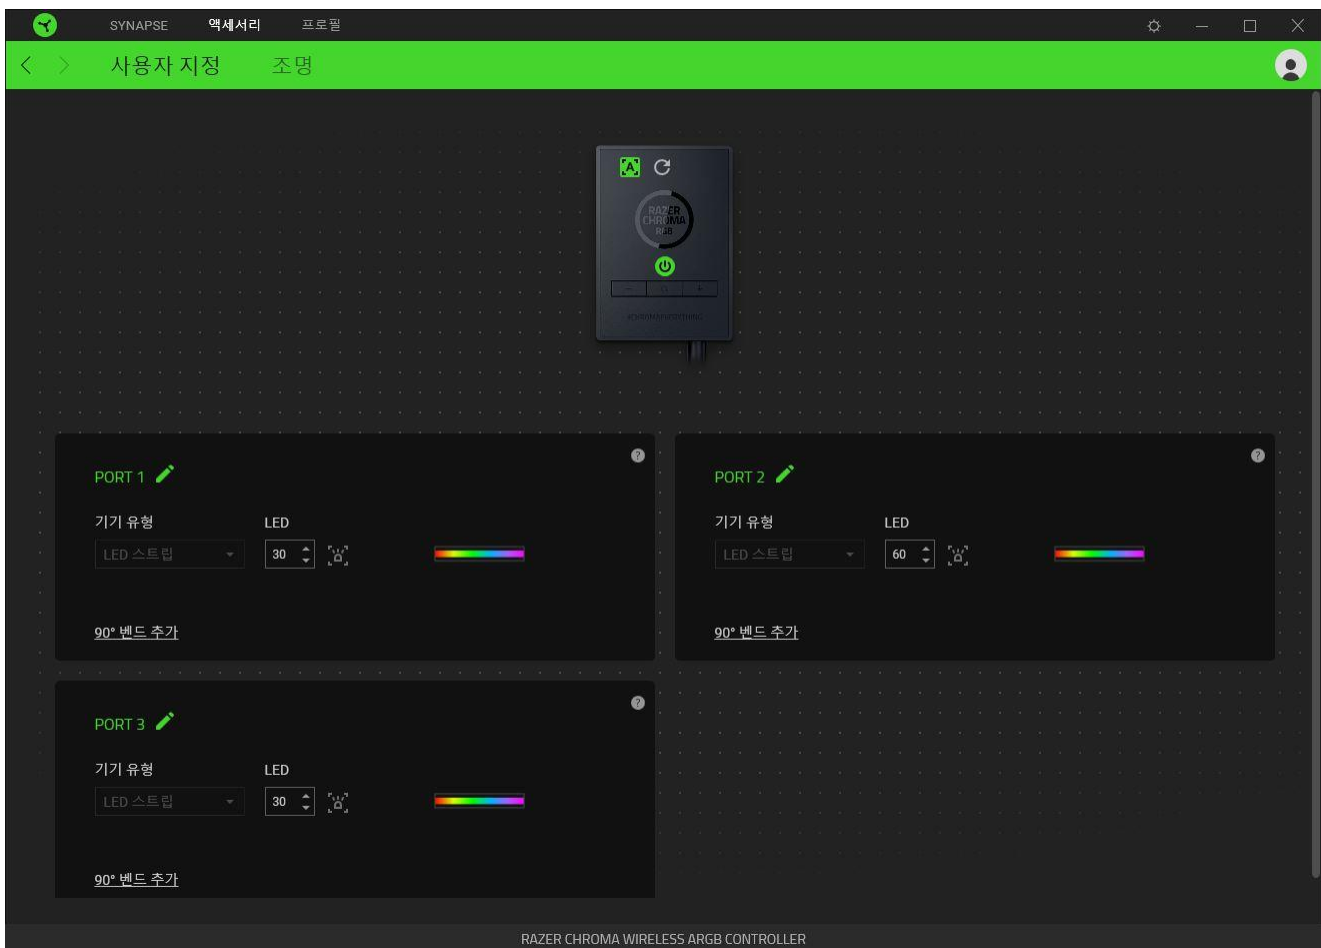 SYNAPSE 액세서리 프로필
사용자 지정 조명
A
RAZER
CHROMA
RGB
PORT 1
기기 유형 LED
LED 스트립 30
90° 벤드 추가
PORT 2
기기 유형 LED
LED 스트립 60
90° 벤드 추가
PORT 3
기기 유형 LED
LED 스트립 30
90° 벤드 추가
RAZER CHROMA WIRELESS ARGB CONTROLLER